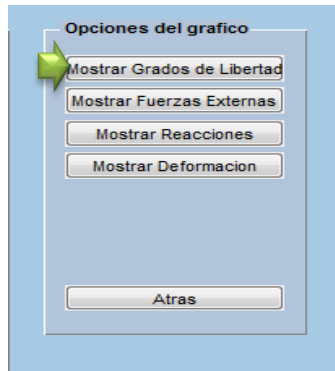 Opciones del grafico
Mostrar Grados de Libertad
Mostrar Fuerzas Externas
Mostrar Reacciones
Mostrar Deformacion
Atras